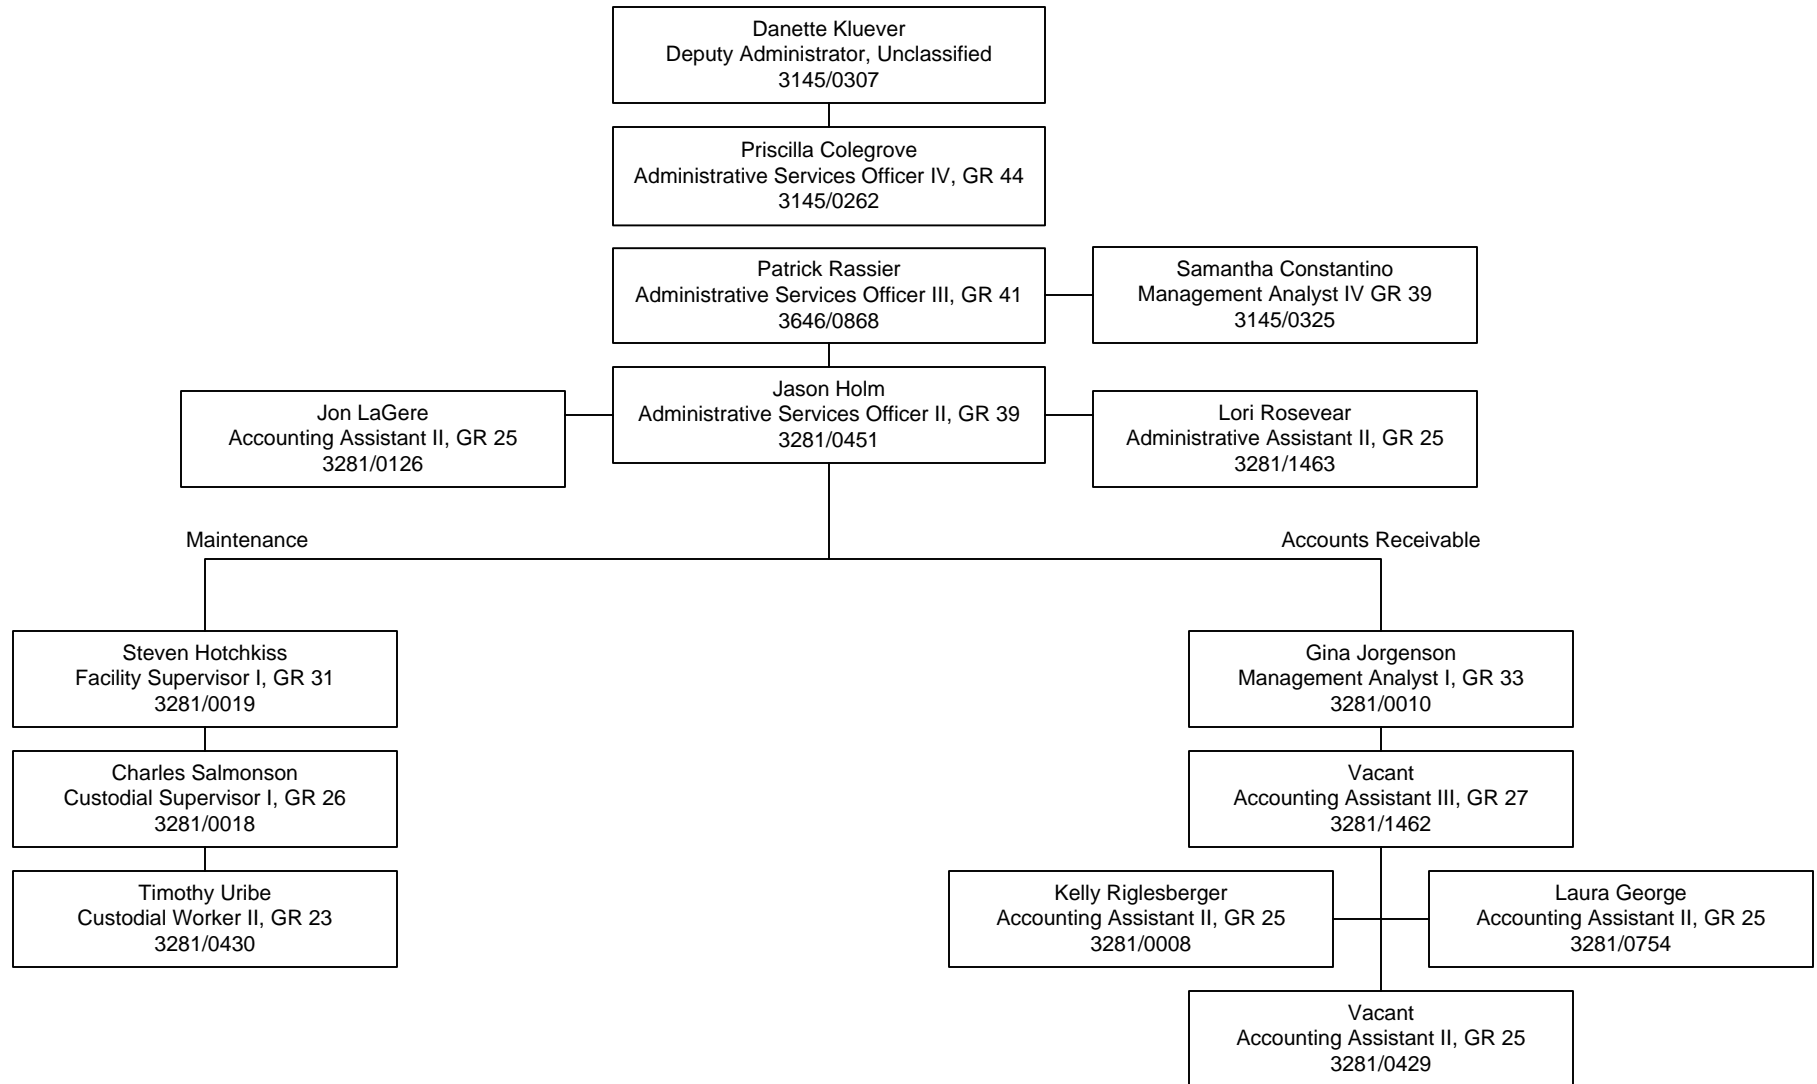 Danette Kluever
Deputy Administrator, Unclassified
3145/0307
Priscilla Colegrove
Administrative Services Officer IV, GR 44
3145/0262
Patrick Rassier
Administrative Services Officer III, GR 41
3646/0868
Samantha Constantino
Management Analyst IV GR 39
3145/0325
Jon LaGere
Accounting Assistant II, GR 25
3281/0126
Jason Holm
Administrative Services Officer II, GR 39
3281/0451
Lori Rosevear
Administrative Assistant II, GR 25
3281/1463
Maintenance
Accounts Receivable
Steven Hotchkiss
Facility Supervisor I, GR 31
3281/0019
Gina Jorgenson
Management Analyst I, GR 33
3281/0010
Charles Salmonson
Custodial Supervisor I, GR 26
3281/0018
Vacant
Accounting Assistant III, GR 27
3281/1462
Timothy Uribe
Custodial Worker II, GR 23
3281/0430
Kelly Riglesberger
Accounting Assistant II, GR 25
3281/0008
Laura George
Accounting Assistant II, GR 25
3281/0754
Vacant
Accounting Assistant II, GR 25
3281/0429